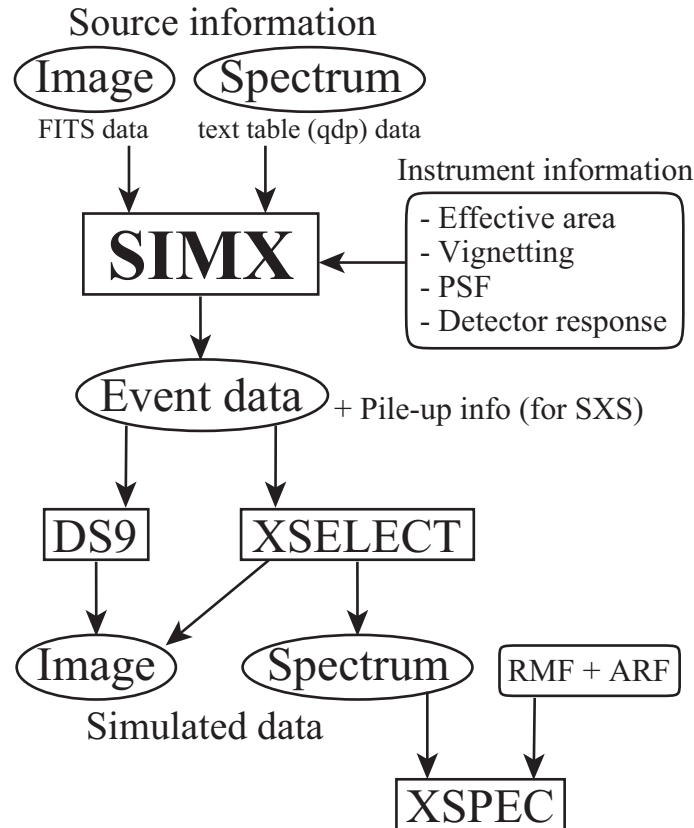 Source information
Image
Spectrum
FITS data
text table (qdp) data
Instrument information
- Effective area
- Vignetting
- PSF
- Detector response
SIMX
Event data
+ Pile-up info (for SXS)
DS9
XSELECT
Image
Spectrum
RMF + ARF
Simulated data
XSPEC